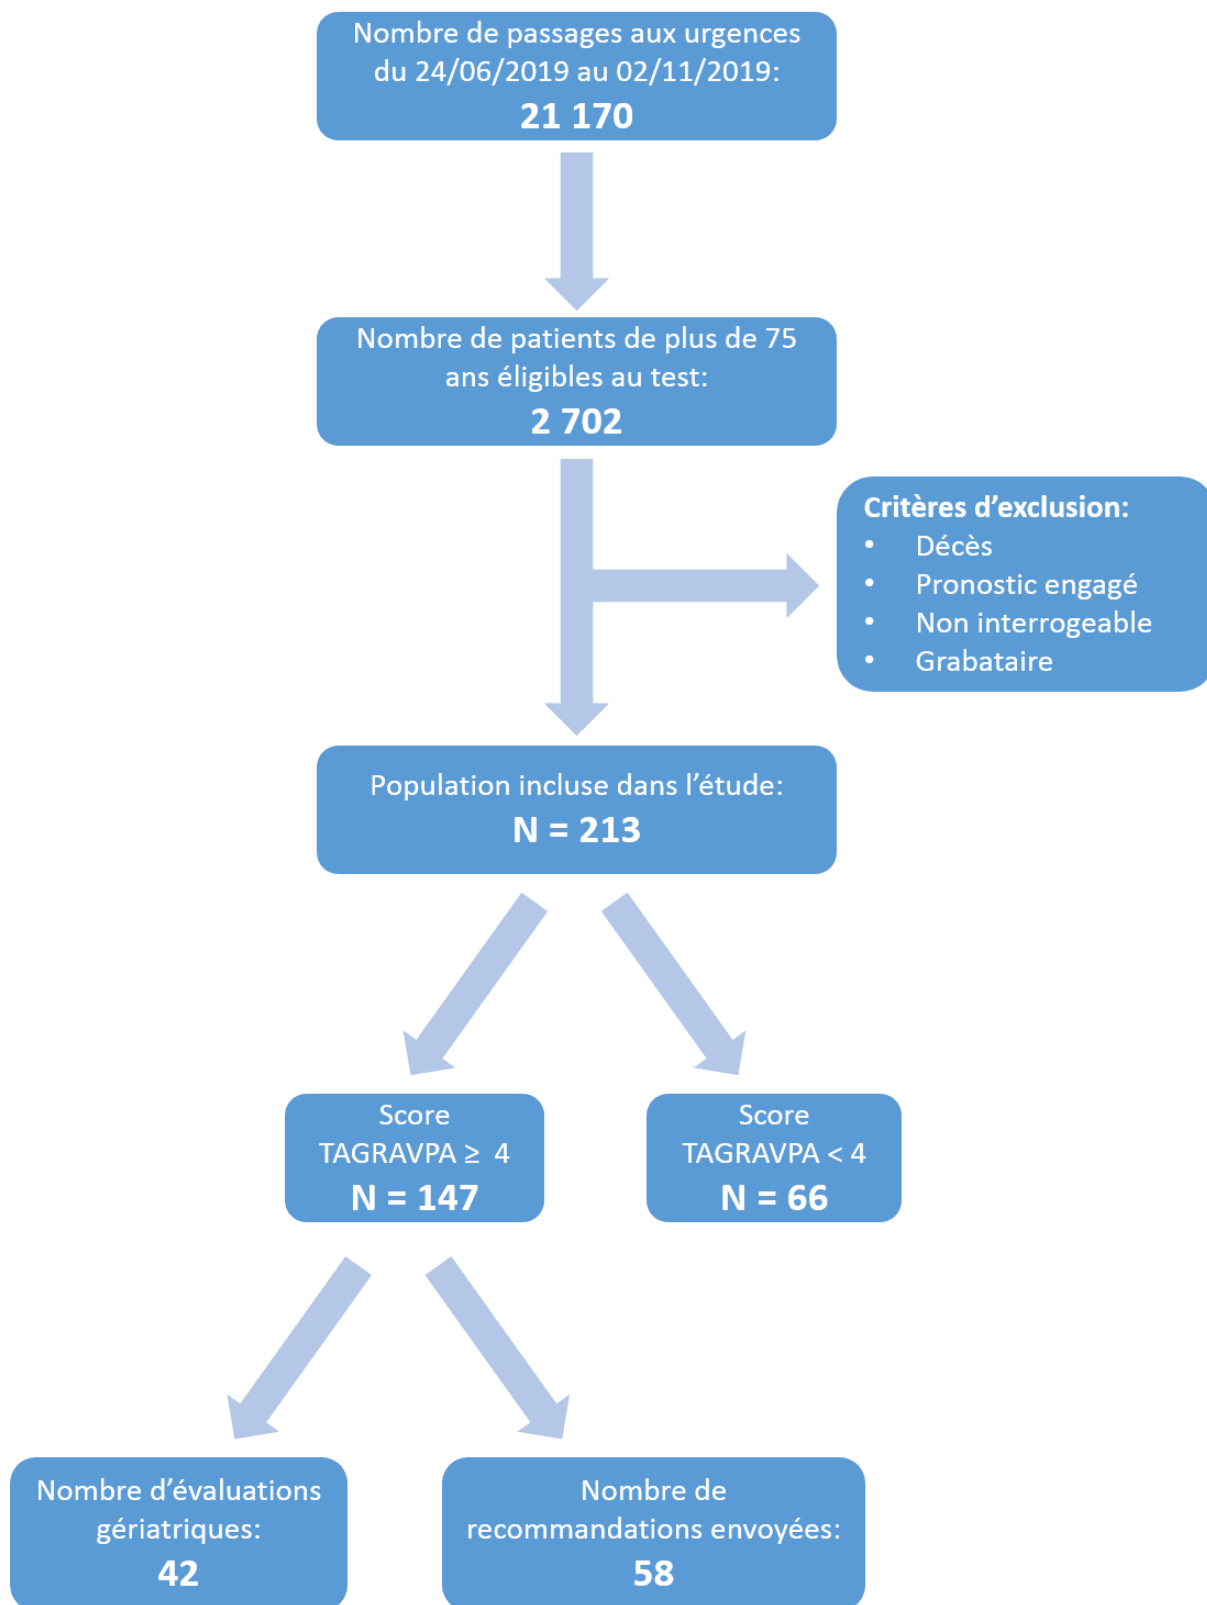 Nombre de passages aux urgences
du 24/06/2019 au 02/11/2019:
21 170
Nombre de patients de plus de 75
ans éligibles au test:
2 702
Critères d’exclusion:
• Décès
• Pronostic engagé
• Non interrogeable
• Grabataire
Population incluse dans l’étude:
N = 213
Score
TAGRAVPA ≥ 4
N = 147
Score
TAGRAVPA < 4
N = 66
Nombre d’évaluations
gériatriques:
42
Nombre de
recommandations envoyées:
58